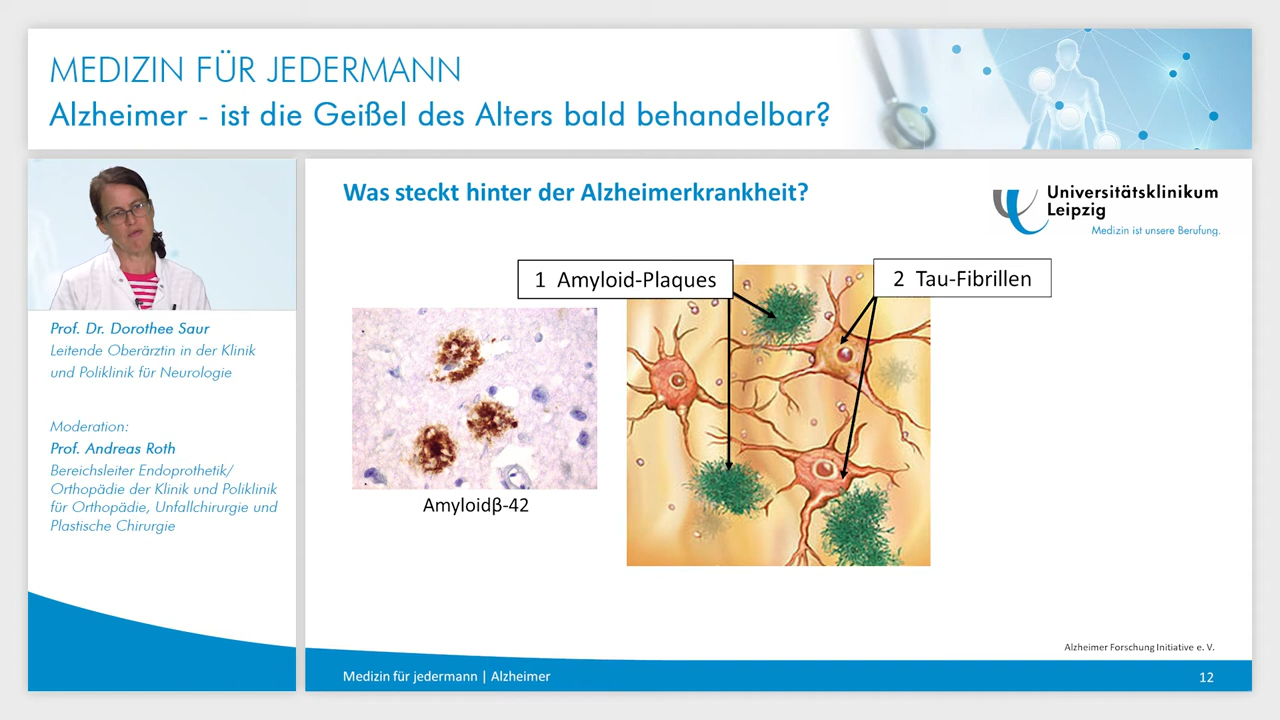 MEDIZIN FÜR JEDERMANN
Alzheimer - ist die Geißel des Alters bald behandelbar?
Prof. Dr. Dorothee Saur
Leitende Oberärztin in der Klinik
und Poliklinik für Neurologie
Moderation:
Prof. Andreas Roth
Bereichsleiter Endoprothetik/
Orthopädie der Klinik und Poliklinik
für Orthopädie, Unfallchirurgie und
Plastische Chirurgie
Was steckt hinter der Alzheimerkrankheit?
Universitätsklinikum
Leipzig
Medizin ist unsere Berufung.
1 Amyloid-Plaques
2 Tau-Fibrillen
Amyloidβ-42
Alzheimer Forschung Initiative e. V.
Medizin für jedermann | Alzheimer
12